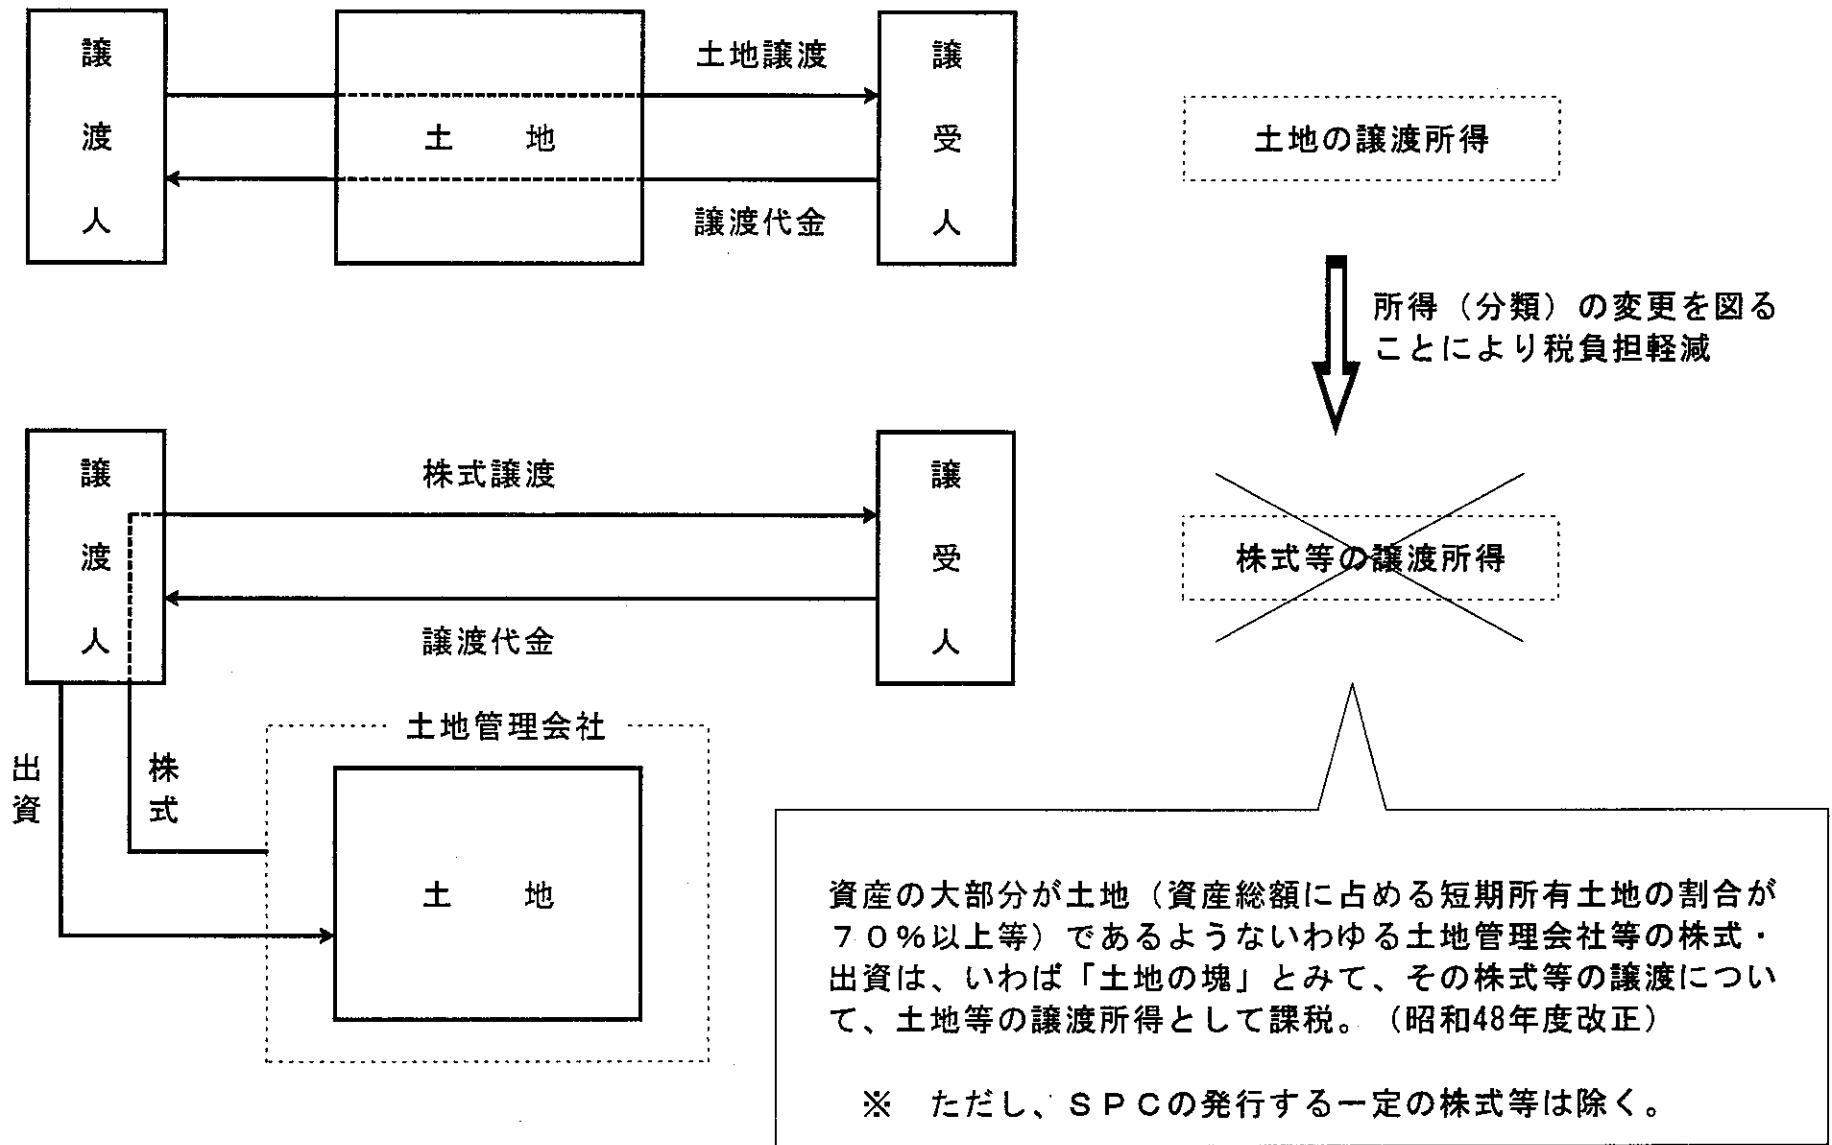 譲渡人
土地
土地譲渡
譲渡代金
譲受人
土地の譲渡所得
所得（分類）の変更を図る
ことにより税負担軽減
譲渡人
株式譲渡
譲渡代金
譲受人
株式等の譲渡所得
出資
株式
土地管理会社
土地
資産の大部分が土地（資産総額に占める短期所有土地の割合が
７０％以上等）であるようないわゆる土地管理会社等の株式・
出資は、いわば「土地の塊」とみて、その株式等の譲渡につい
て、土地等の譲渡所得として課税。（昭和48年度改正）
※　ただし、ＳＰＣの発行する一定の株式等は除く。